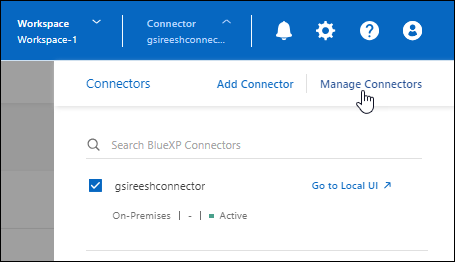 Workspace Connector
Workspace-1 gsireeshconnec...
Connectors Add Connector Manage Connectors
Search BlueXP Connectors
gsireeshconnector Go to Local UI
On-Premises | - | Active